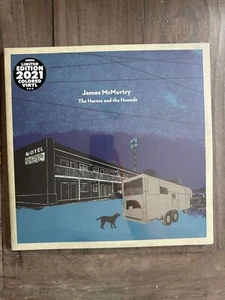 LIMITED
EDITION
2021
COLORED
VINYL
James McMurtry
The Horses and the Hounds
MOTEL